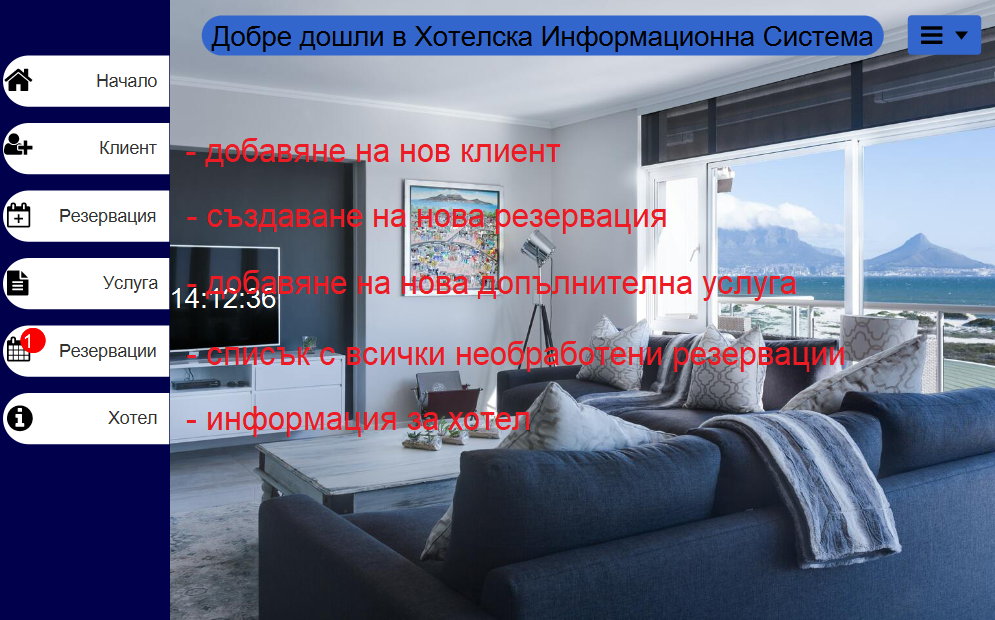 Добре дошли в Хотелска Информационна Система
Начало
Клиент
- добавяне на нов клиент
Резервация
- създаване на нова резервация
Услуга
- добавяне на нова допълнителна услуга
14:12:36
1
Резервации
- списък с всички необработени резервации
Хотел
- информация за хотел